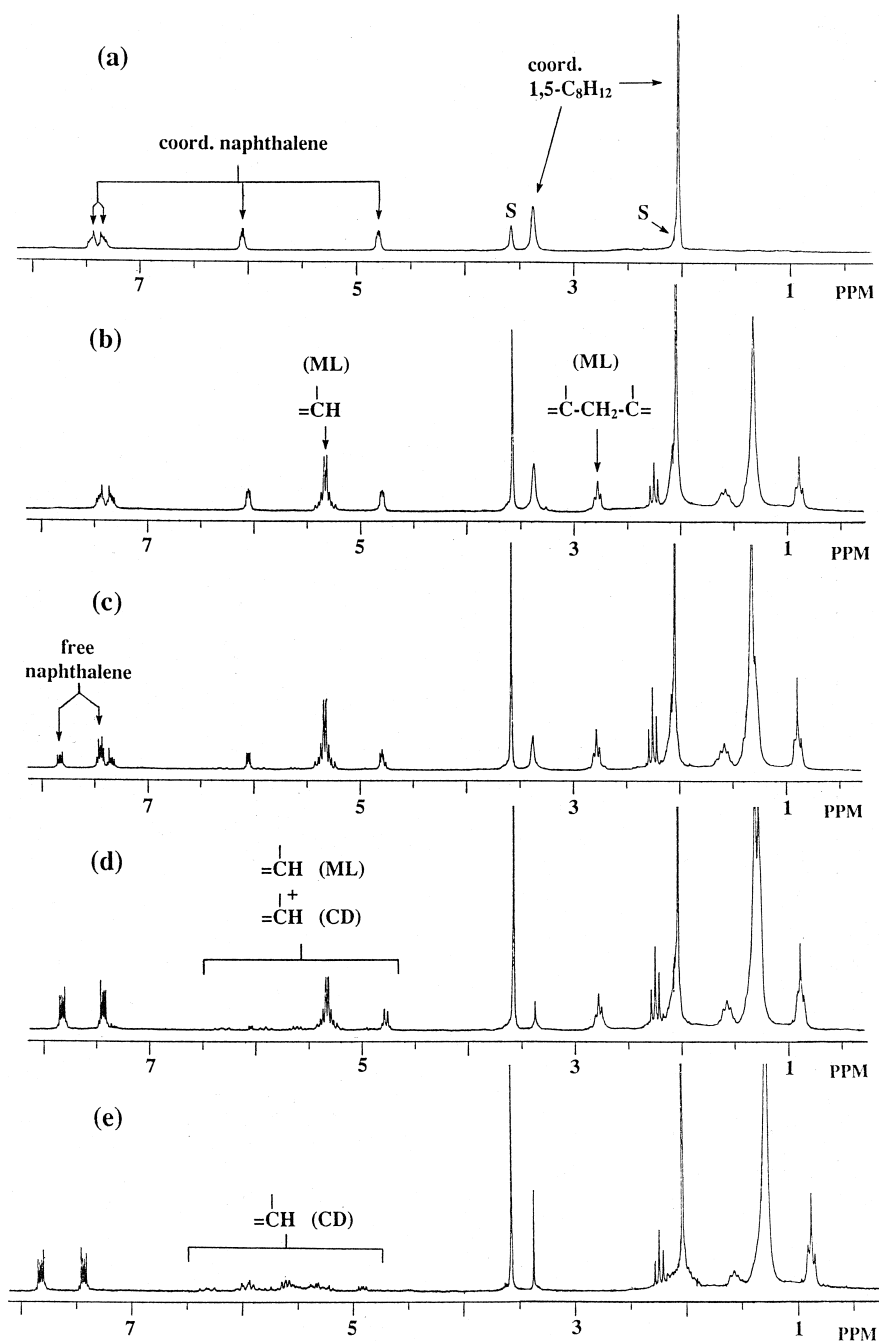 (a)
coord.
1,5-C₈H₁₂
coord. naphthalene
S
S
7 5 3 1 PPM
(b)
(ML)
=CH
(ML)
=C-CH₂-C=
7 5 3 1 PPM
(c)
free
naphthalene
7 5 3 1 PPM
(d)
=CH (ML)
+
=CH (CD)
7 5 3 1 PPM
(e)
=CH (CD)
7 5 3 1 PPM